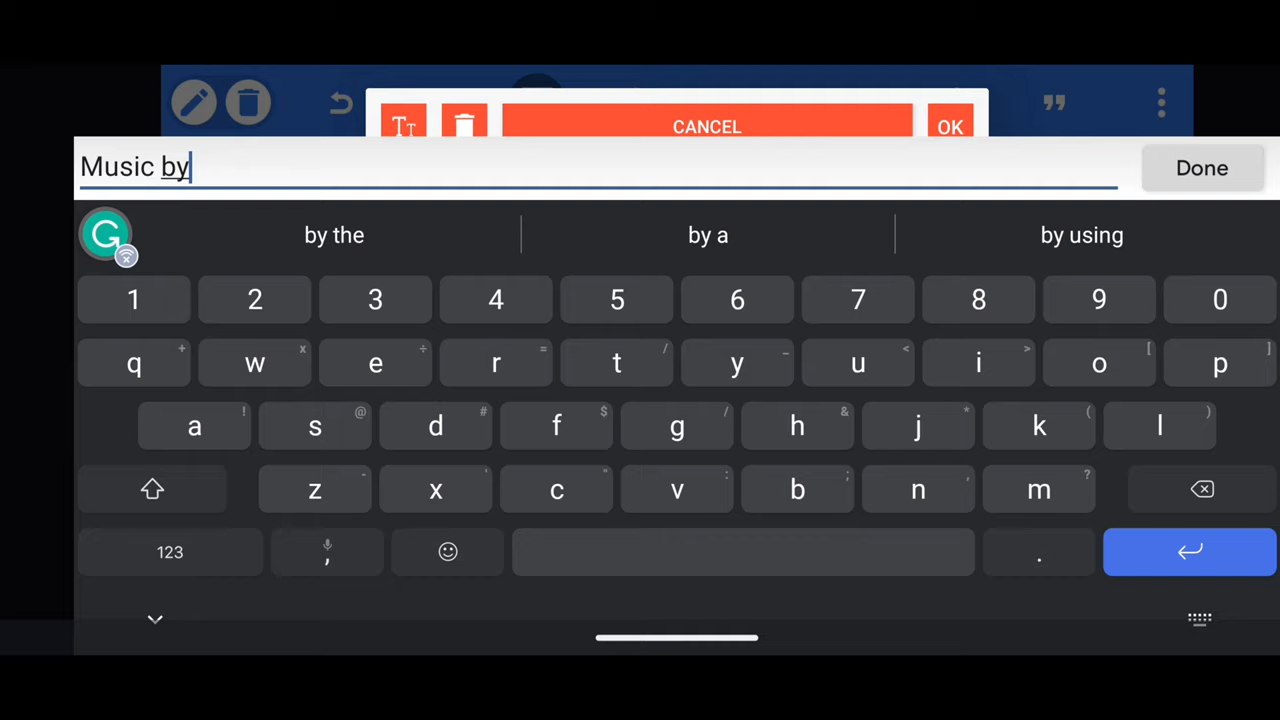 TT CANCEL OK
Music by Done
by the by a by using
1 2 3 4 5 6 7 8 9 0
q + w x e ÷ r = t / y _ u < i > o [ p ]
a ! s @ d # f $ g / h & j * k ( l )
z - x ' c " v : b ; n , m ?
123 , .